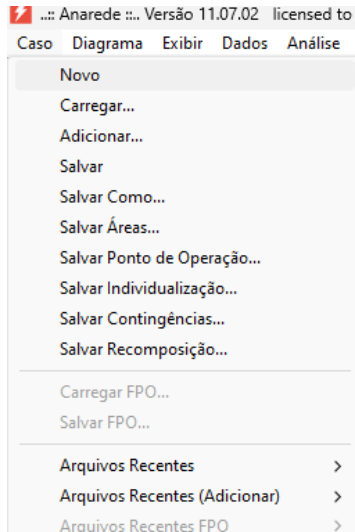 ..:: Anarede ::.. Versão 11.07.02 licensed to
Caso Diagrama Exibir Dados Análise
Novo
Carregar...
Adicionar...
Salvar
Salvar Como...
Salvar Áreas...
Salvar Ponto de Operação...
Salvar Individualização...
Salvar Contingências...
Salvar Recomposição...
Carregar FPO...
Salvar FPO...
Arquivos Recentes
Arquivos Recentes (Adicionar)
Arquivos Recentes FPO